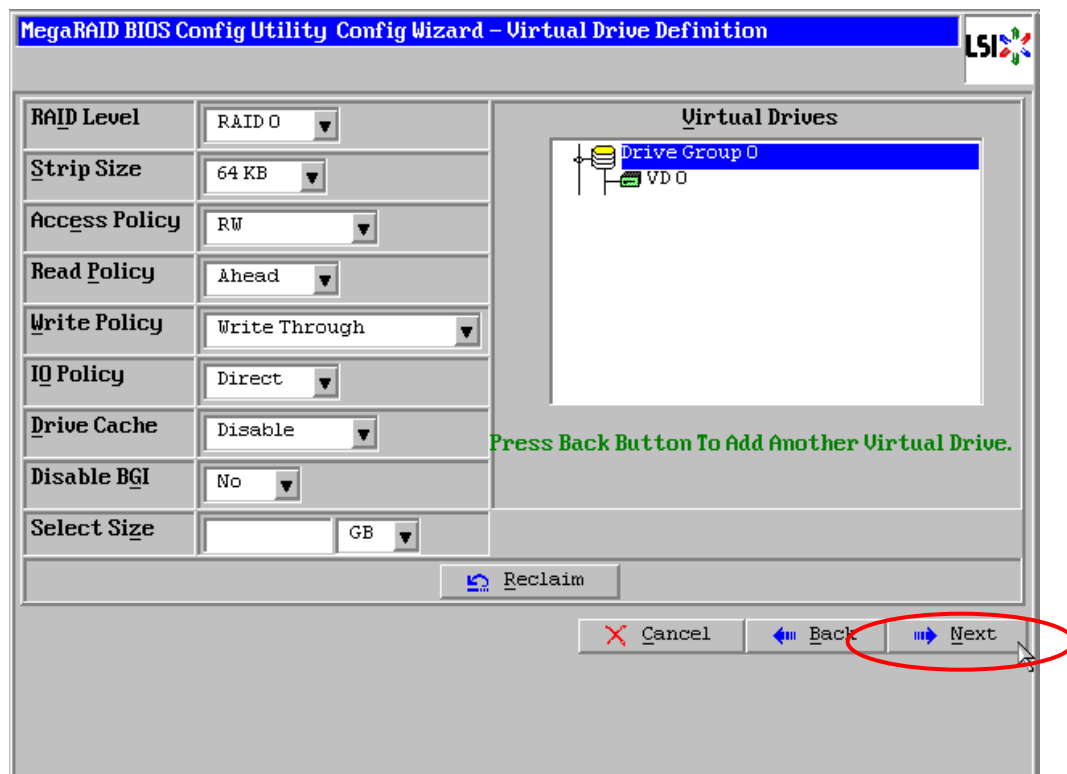 MegaRAID BIOS Config Utility Config Wizard – Virtual Drive Definition
LSI
RAID Level
RAID 0
Strip Size
64 KB
Access Policy
RW
Read Policy
Ahead
Write Policy
Write Through
IO Policy
Direct
Drive Cache
Disable
Disable BGI
No
Select Size
GB
Virtual Drives
Drive Group 0
VD 0
Press Back Button To Add Another Virtual Drive.
Reclaim
Cancel
Back
Next